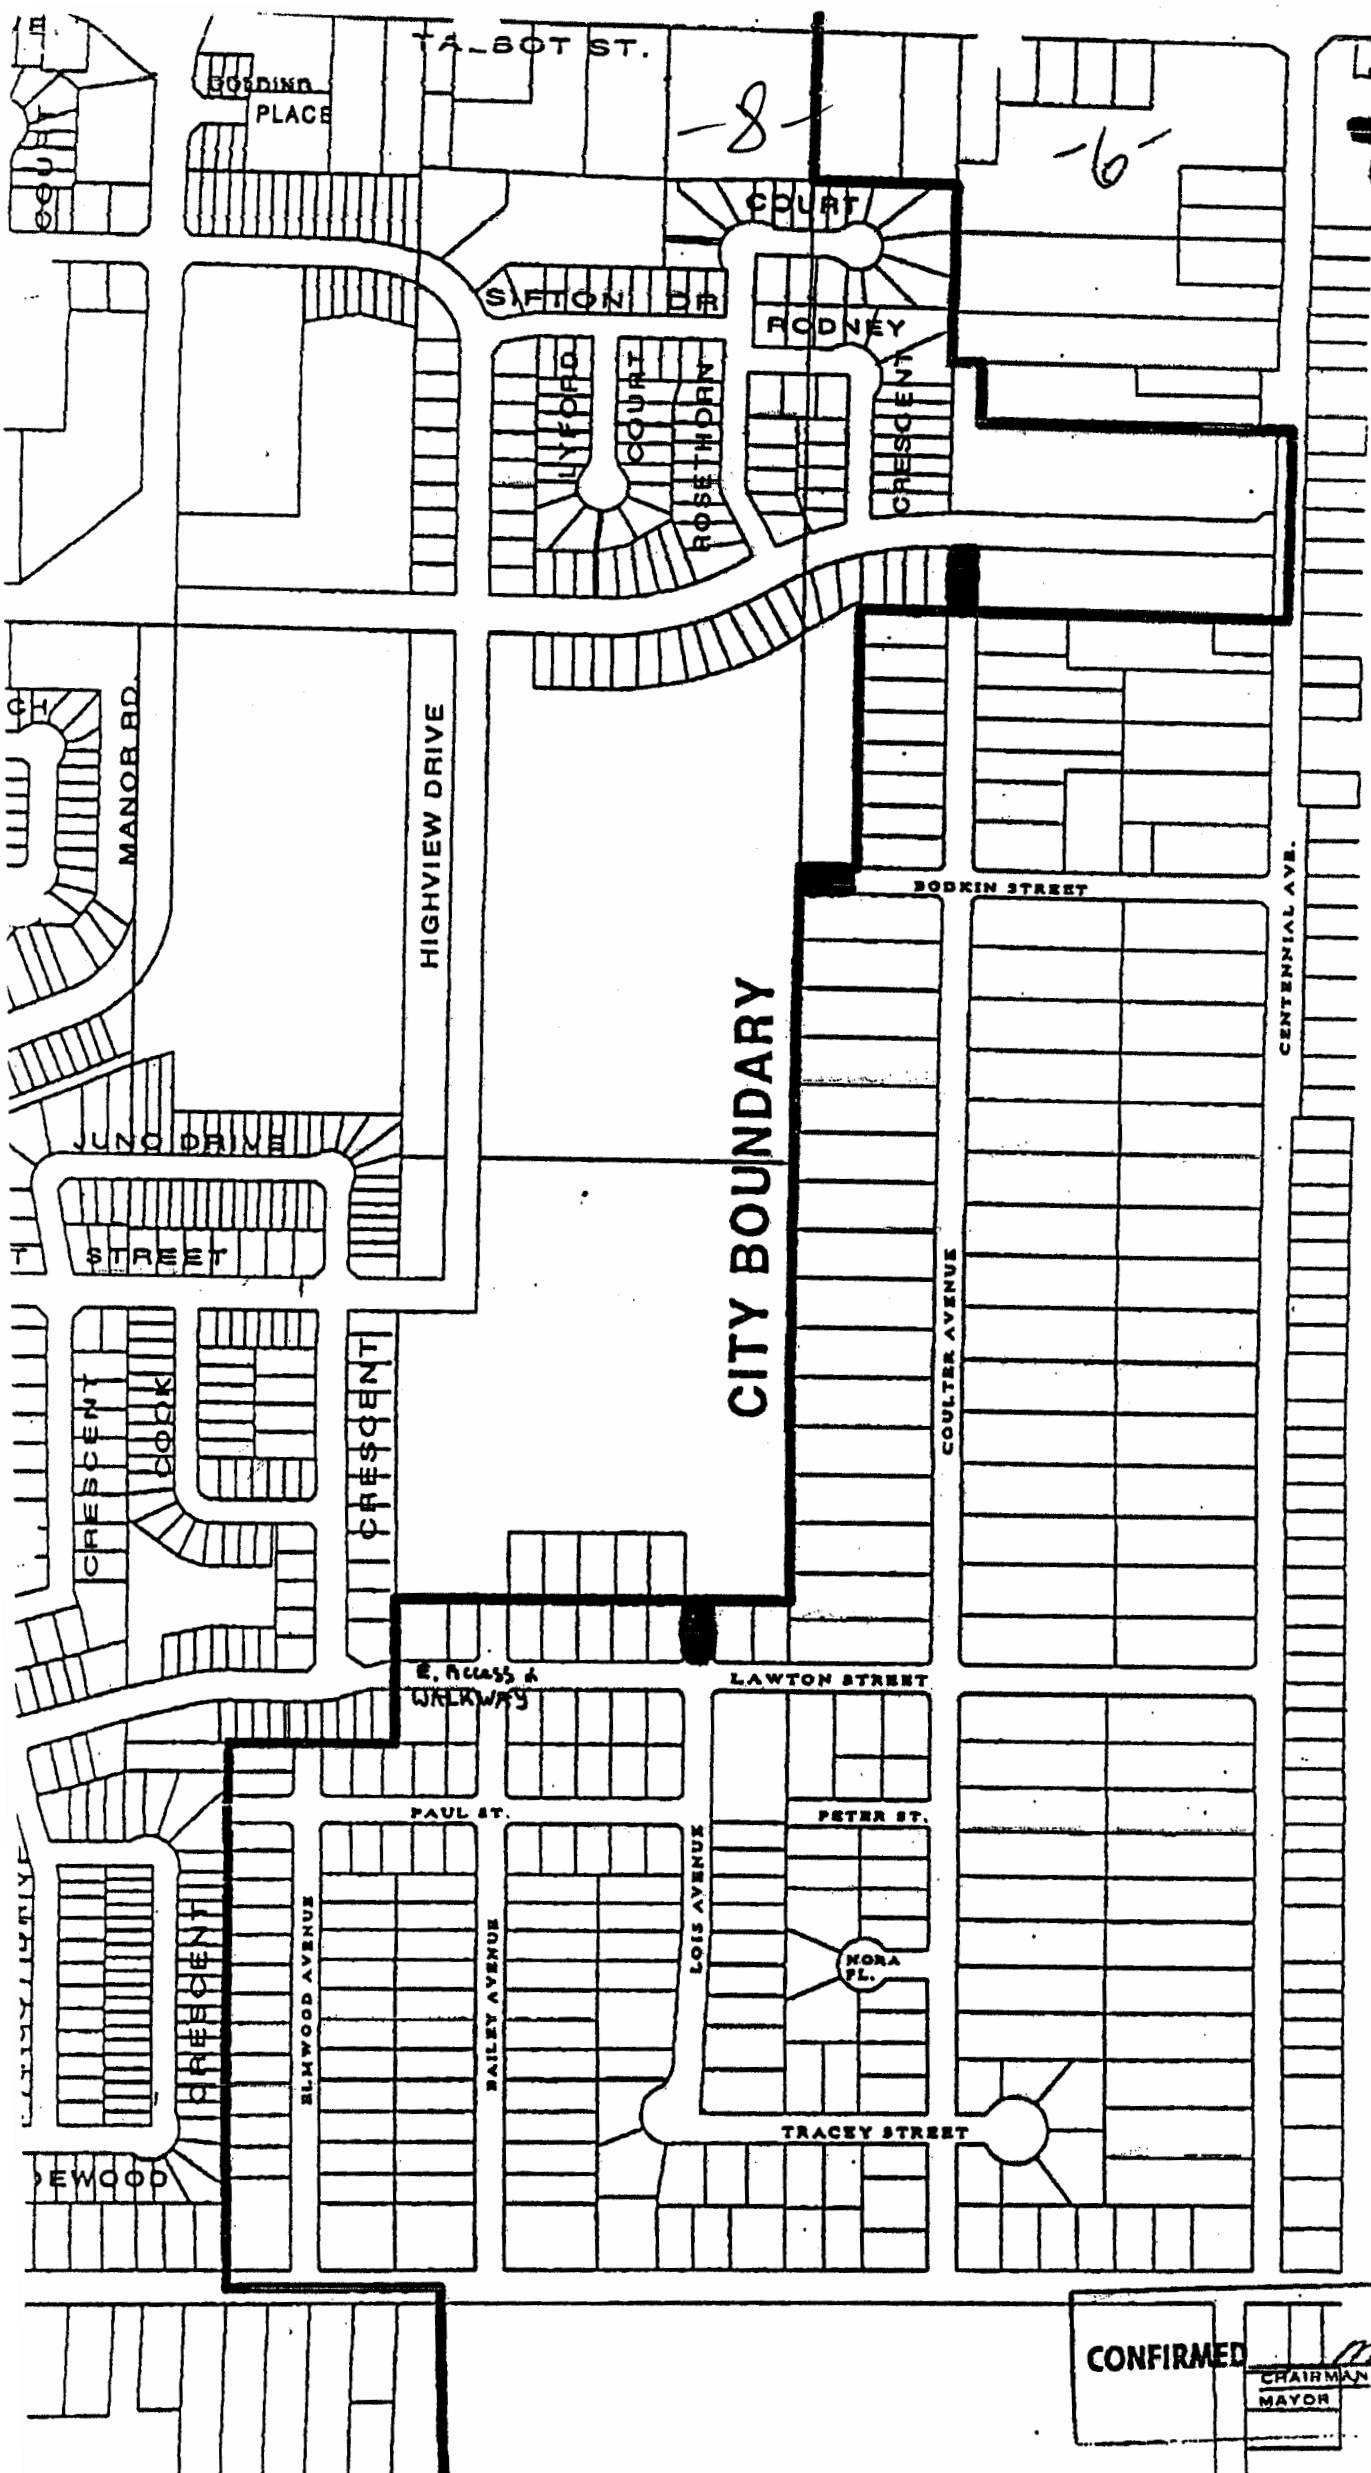 TALBOT ST.
GOLDING
PLACE
-8-
-6-
COURT
SIFTON DR
RODNEY
LYFORD
COURT
ROSETHORN
CRESCENT
MANOR RD.
HIGHVIEW DRIVE
BODKIN STREET
CENTENNIAL AVE.
CITY BOUNDARY
JUNO DRIVE
STREET
COULTER AVENUE
CRESCENT
COOK
CRESCENT
E. Access &
WALKWAY
LAWTON STREET
PAUL ST.
PETER ST.
LOIS AVENUE
CRESCENT
ELMWOOD AVENUE
BAILEY AVENUE
NORA
PL.
TRACEY STREET
DEWOOD
CONFIRMED
CHAIRMAN
MAYOR